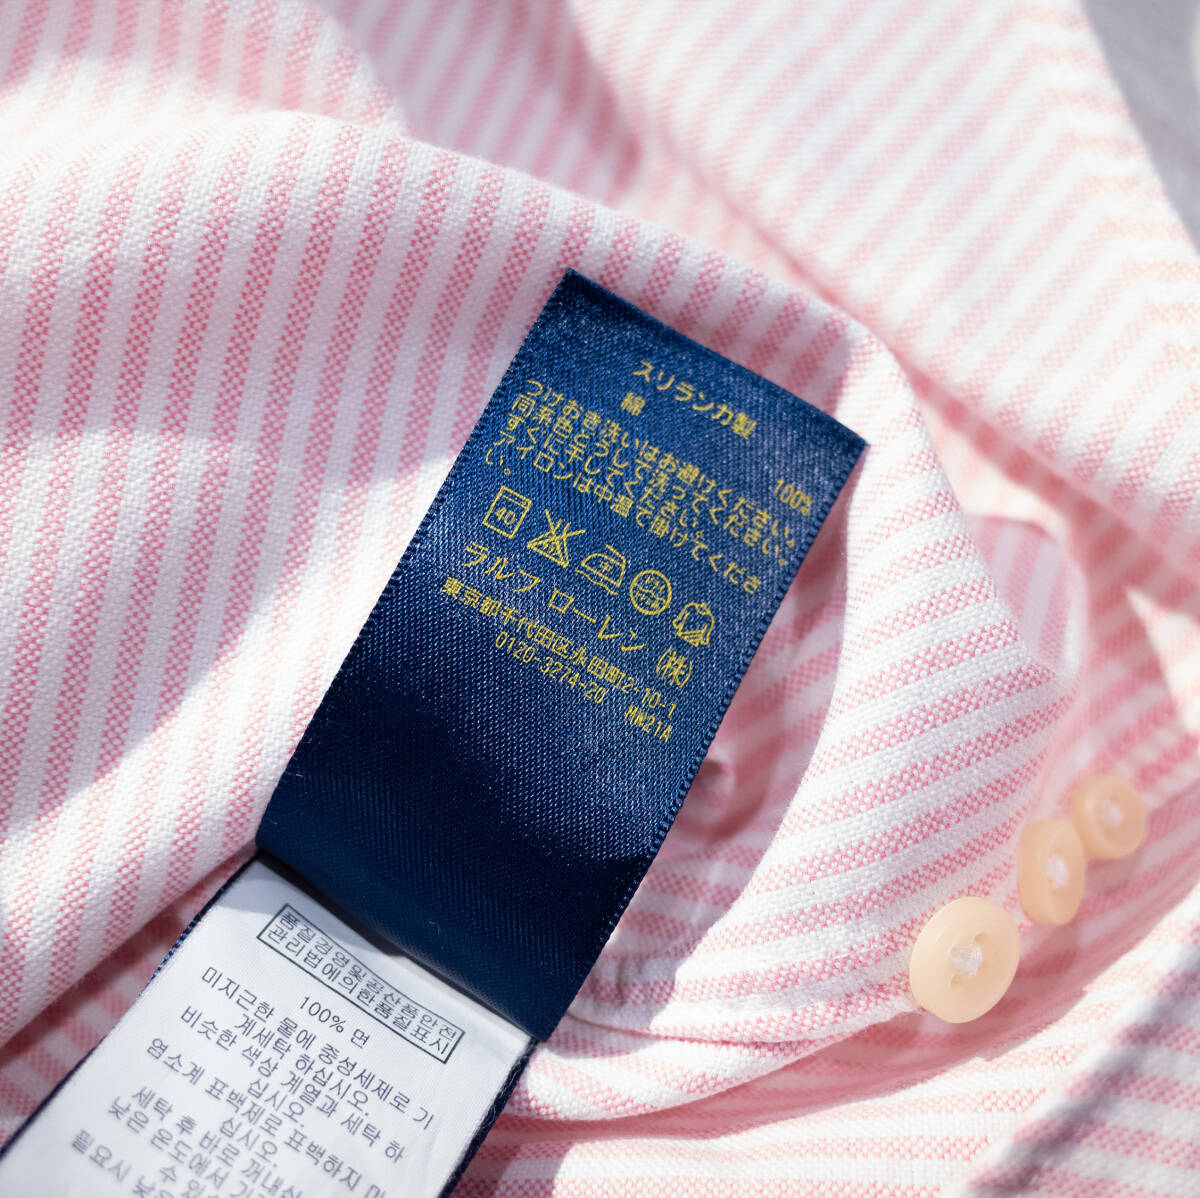 スリランカ製
綿 100%
つけおき洗いはお避けください。
同系色どうしで洗ってください。
すぐに干してください。
アイロンは中温で掛けてくださ
い。
40
中
ラルフ ローレン (株)
東京都千代田区永田町2-10-1
0120-3274-20 MW21A
품질경영및공산품안전
관리법에의한품질표시
100% 면
미지근한 물에 중성세제로 기
계세탁 하십시오.
비슷한 색상 계열과 세탁 하
십시오.
염소계 표백제로 표백하지 마
십시오.
세탁 후 바로 꺼내
낮은 온도에서
필요시